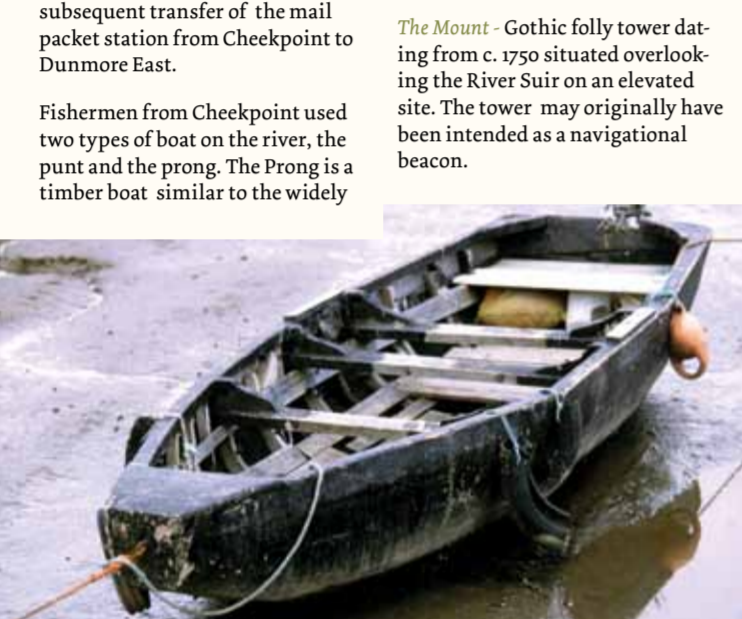 subsequent transfer of the mail
packet station from Cheekpoint to
Dunmore East.
Fishermen from Cheekpoint used
two types of boat on the river, the
punt and the prong. The Prong is a
timber boat similar to the widely
The Mount - Gothic folly tower dat-
ing from c. 1750 situated overlook-
ing the River Suir on an elevated
site. The tower may originally have
been intended as a navigational
beacon.